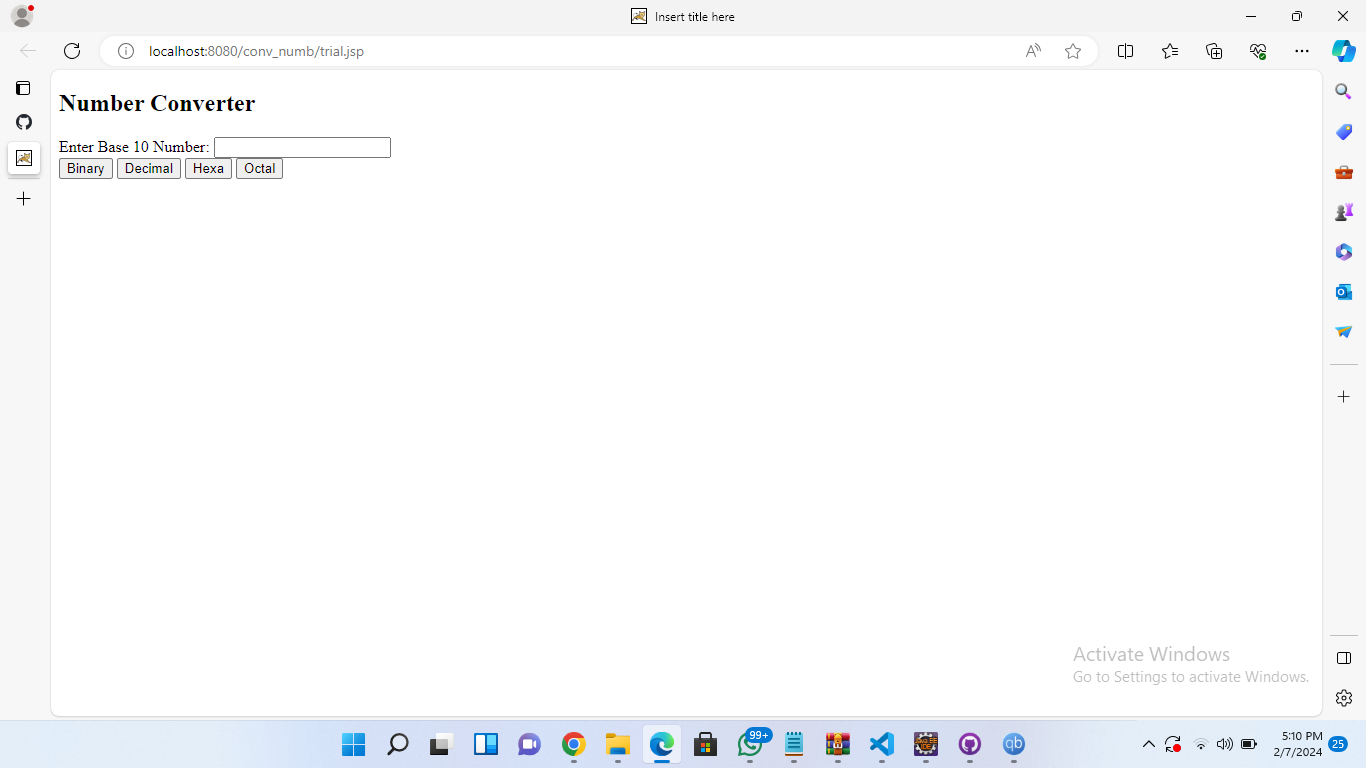 Insert title here
localhost:8080/conv_numb/trial.jsp
Number Converter
Enter Base 10 Number:
Binary Decimal Hexa Octal
Activate Windows
Go to Settings to activate Windows.
99+
qb
5:10 PM
2/7/2024
25